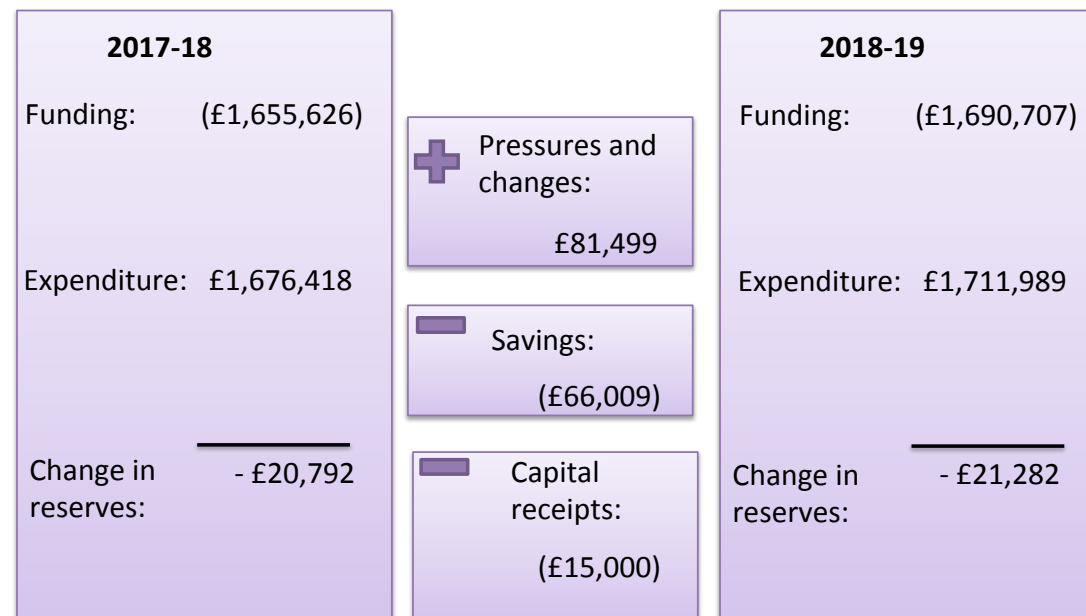 2017-18
Funding: (£1,655,626)
Expenditure: £1,676,418
Change in - £20,792
reserves:
Pressures and
changes:
£81,499
Savings:
(£66,009)
Capital
receipts:
(£15,000)
2018-19
Funding: (£1,690,707)
Expenditure: £1,711,989
Change in - £21,282
reserves: